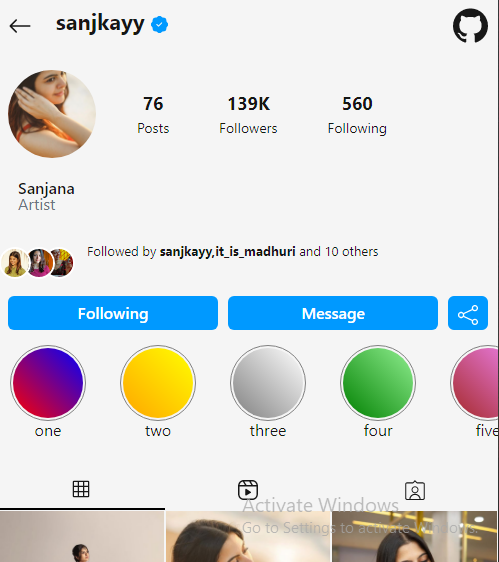 sanjkayy
76 139K 560
Posts Followers Following
Sanjana
Artist
Followed by sanjkayy,it_is_madhuri and 10 others
Following Message
one two three four five
Activate Windows
Go to Settings to activate Windows.